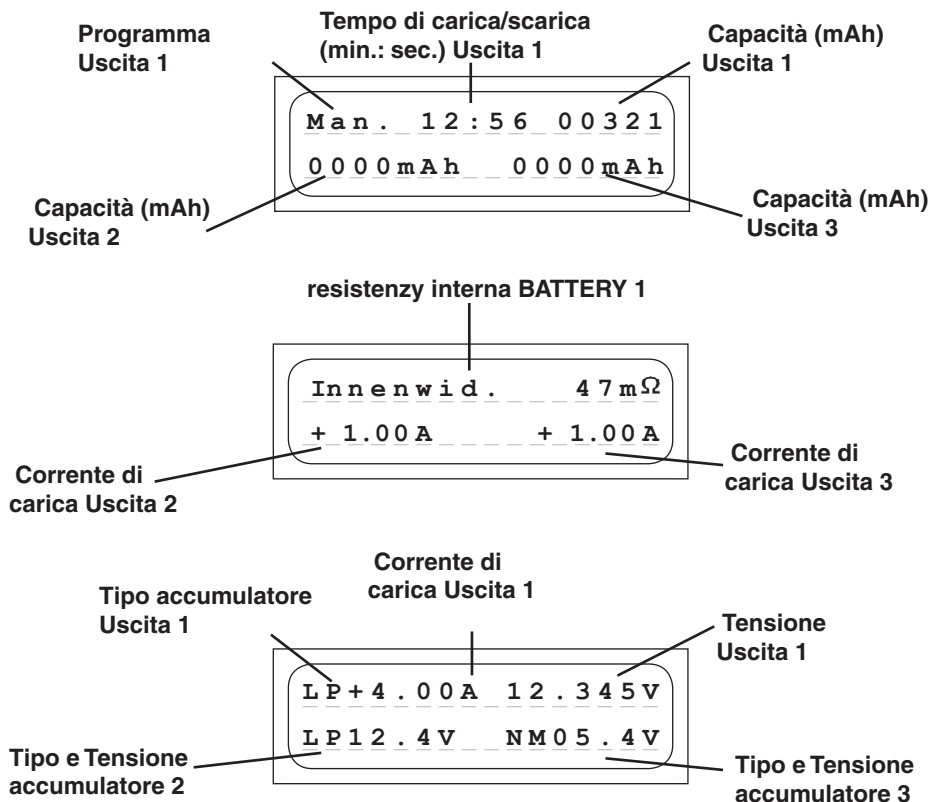 Programma
Uscita 1
Tempo di carica/scarica
(min.: sec.) Uscita 1
Capacità (mAh)
Uscita 1
Man. 12:56 00321
0000mAh 0000mAh
Capacità (mAh)
Uscita 2
Capacità (mAh)
Uscita 3
resistenzy interna BATTERY 1
Innenwid. 47mΩ
+ 1.00A + 1.00A
Corrente di
carica Uscita 2
Corrente di
carica Uscita 3
Tipo accumulatore
Uscita 1
Corrente di
carica Uscita 1
Tensione
Uscita 1
LP+4.00A 12.345V
LP12.4V NM05.4V
Tipo e Tensione
accumulatore 2
Tipo e Tensione
accumulatore 3